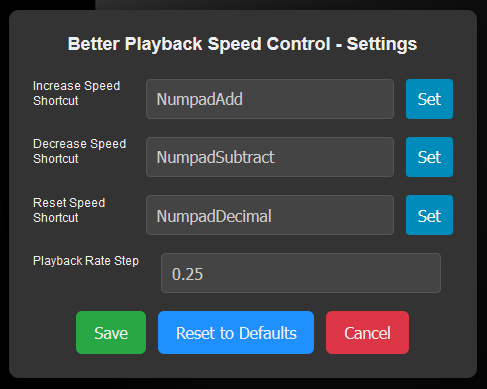 Better Playback Speed Control - Settings
Increase Speed
Shortcut
NumpadAdd
Set
Decrease Speed
Shortcut
NumpadSubtract
Set
Reset Speed
Shortcut
NumpadDecimal
Set
Playback Rate Step
0.25
Save
Reset to Defaults
Cancel